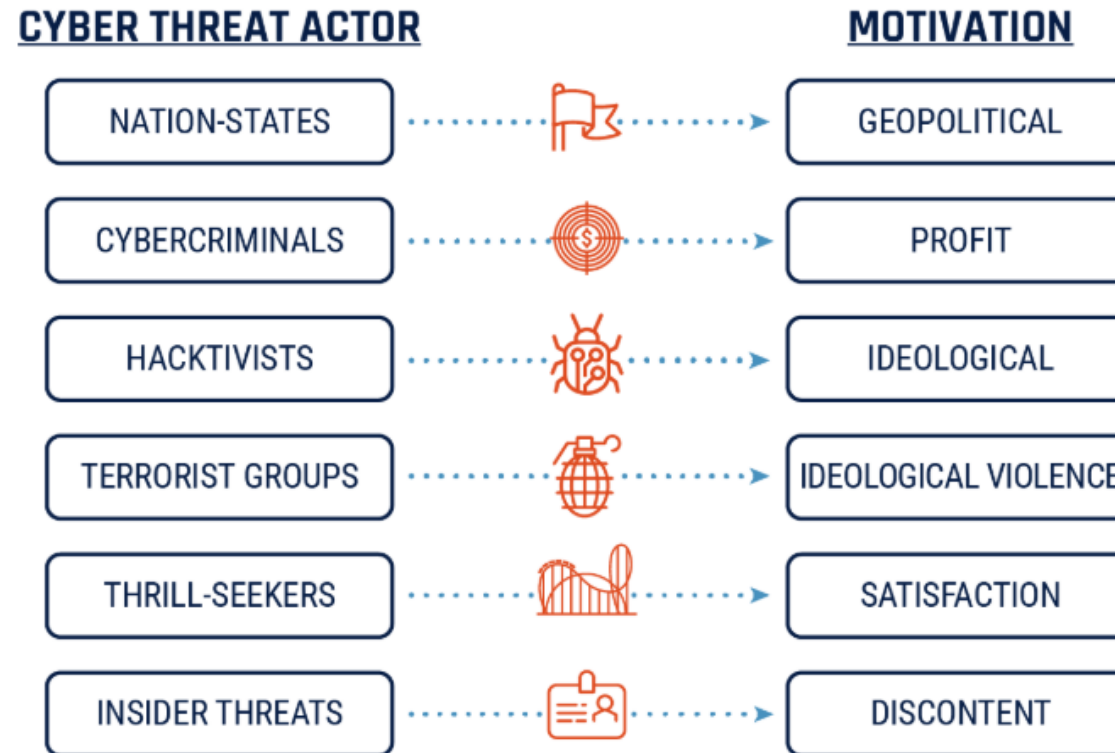 CYBER THREAT ACTOR MOTIVATION
NATION-STATES GEOPOLITICAL
CYBERCRIMINALS $ PROFIT
HACKTIVISTS IDEOLOGICAL
TERRORIST GROUPS IDEOLOGICAL VIOLENCE
THRILL-SEEKERS SATISFACTION
INSIDER THREATS DISCONTENT